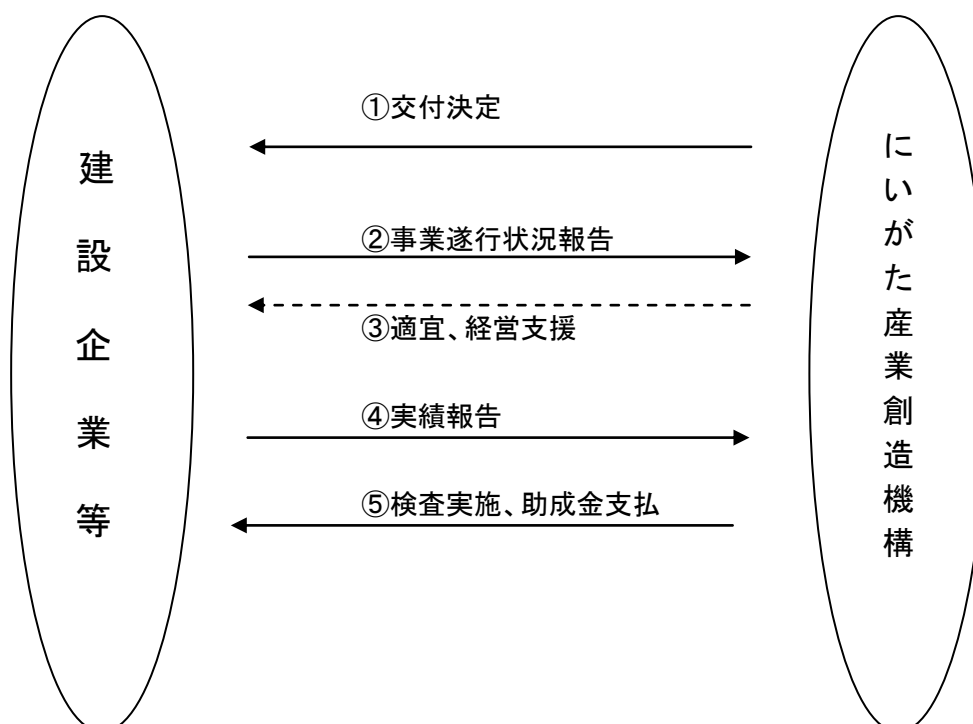 建設企業等
①交付決定
②事業遂行状況報告
③適宜、経営支援
④実績報告
⑤検査実施、助成金支払
にいがた産業創造機構